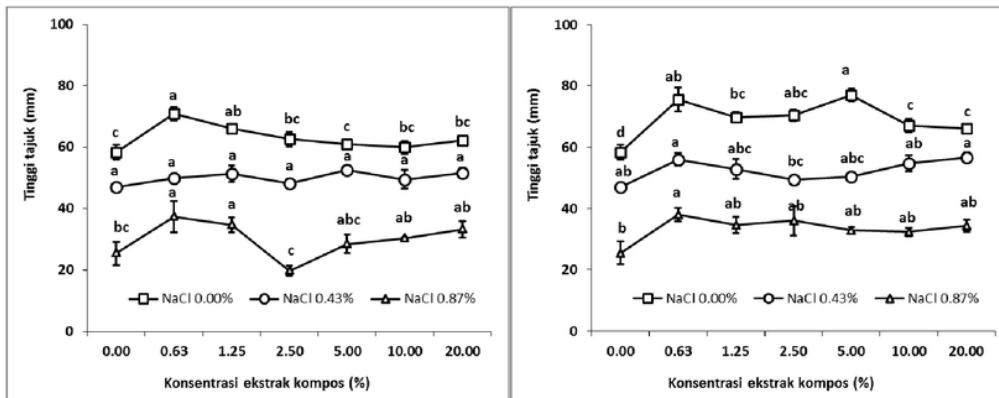 100
80
60
40
20
0
Tinggi tajuk (mm)
c
a
ab
bc
c
bc
bc
a
a
a
a
a
a
a
bc
a
a
c
abc
ab
ab
NaCl 0.00% NaCl 0.43% NaCl 0.87%
0.00 0.63 1.25 2.50 5.00 10.00 20.00
Konsentrasi ekstrak kompos (%)
100
80
60
40
20
0
Tinggi tajuk (mm)
d
ab
bc
abc
a
c
c
ab
a
abc
bc
abc
ab
a
b
a
ab
ab
ab
ab
ab
NaCl 0.00% NaCl 0.43% NaCl 0.87%
0.00 0.63 1.25 2.50 5.00 10.00 20.00
Konsentrasi ekstrak kompos (%)